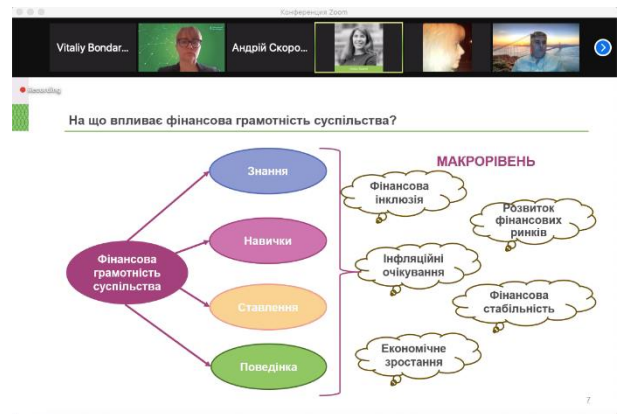 Конференция Zoom
Vitaliy Bondar...
Андрій Скоро...
Recording
На що впливає фінансова грамотність суспільства?
Фінансова
грамотність
суспільства
Знання
Навички
Ставлення
Поведінка
МАКРОРІВЕНЬ
Фінансова
інклюзія
Розвиток
фінансових
ринків
Інфляційні
очікування
Фінансова
стабільність
Економічне
зростання
7